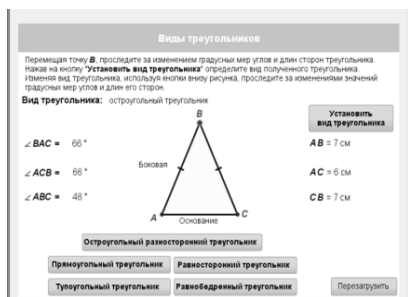 Виды треугольников
Перемещая точку B, проследите за изменением градусных мер углов и длин сторон треугольника.
Нажав на кнопку "Установить вид треугольника" определите вид полученного треугольника.
Изменяя вид треугольника, используя кнопки внизу рисунка, проследите за изменениями значений
градусных мер углов и длин его сторон.
Вид треугольника: остроугольный треугольник
Установить
вид треугольника
B
∠BAC = 66°
AB = 7 см
Боковая
∠ACB = 66°
AC = 6 см
∠ABC = 48°
CB = 7 см
A
C
Основание
Остроугольный разносторонний треугольник
Прямоугольный треугольник
Равносторонний треугольник
Тупоугольный треугольник
Равнобедренный треугольник
Перезагрузить